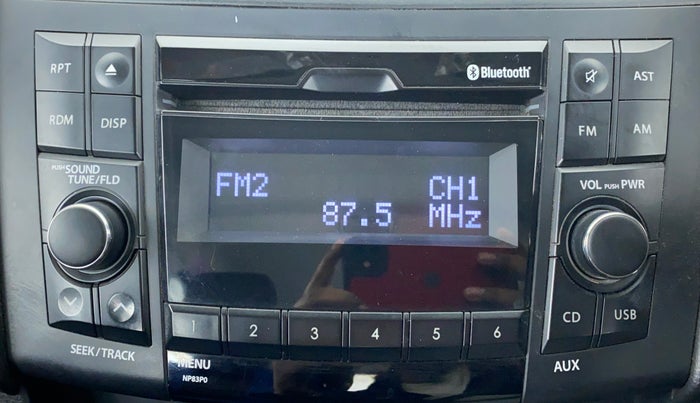 RPT
RDM
DISP
PUSH SOUND
TUNE/FLD
SEEK/TRACK
Bluetooth®
FM2 CH1
87.5 MHz
1 2 3 4 5 6
MENU
NP83P0
AST
FM
AM
VOL PUSH PWR
CD
USB
AUX